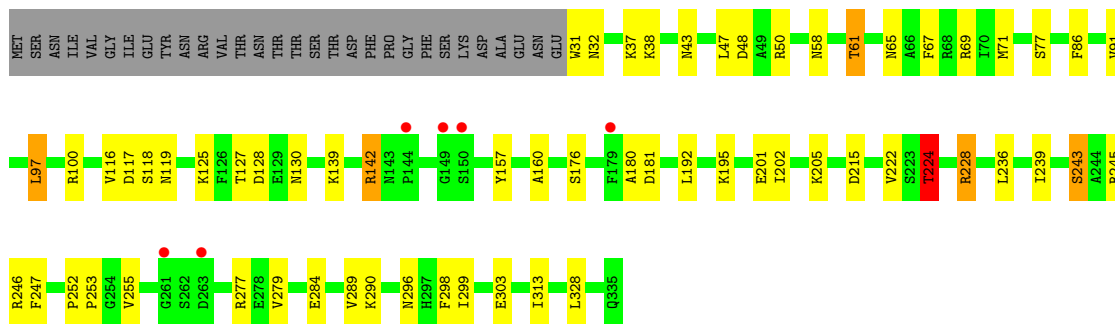 MET SER ASN ILE VAL GLY ILE GLU TYR ASN ARG VAL THR ASN THR THR SER THR ASP PHE PRO GLY PHE SER LYS ASP ALA GLU ASN GLU W31 N32 K37 K38 N43 L47 D48 A49 R50 N58 T61 N65 A66 F67 R68 R69 I70 M71 S77 F86
L97 R100 V116 D117 S118 N119 K125 F126 T127 D128 E129 N130 K139 R142 N143 P144 G149 S150 Y157 A160 S176 F179 A180 D181 L192 K195 E201 I202 K205 D215 V222 S223 T224 R228 L236 I239 S243 A244
R246 F247 P252 P253 G254 V255 G261 S262 D263 R277 E278 V279 E284 V289 K290 N296 H297 F298 I299 E303 I313 L328 Q335